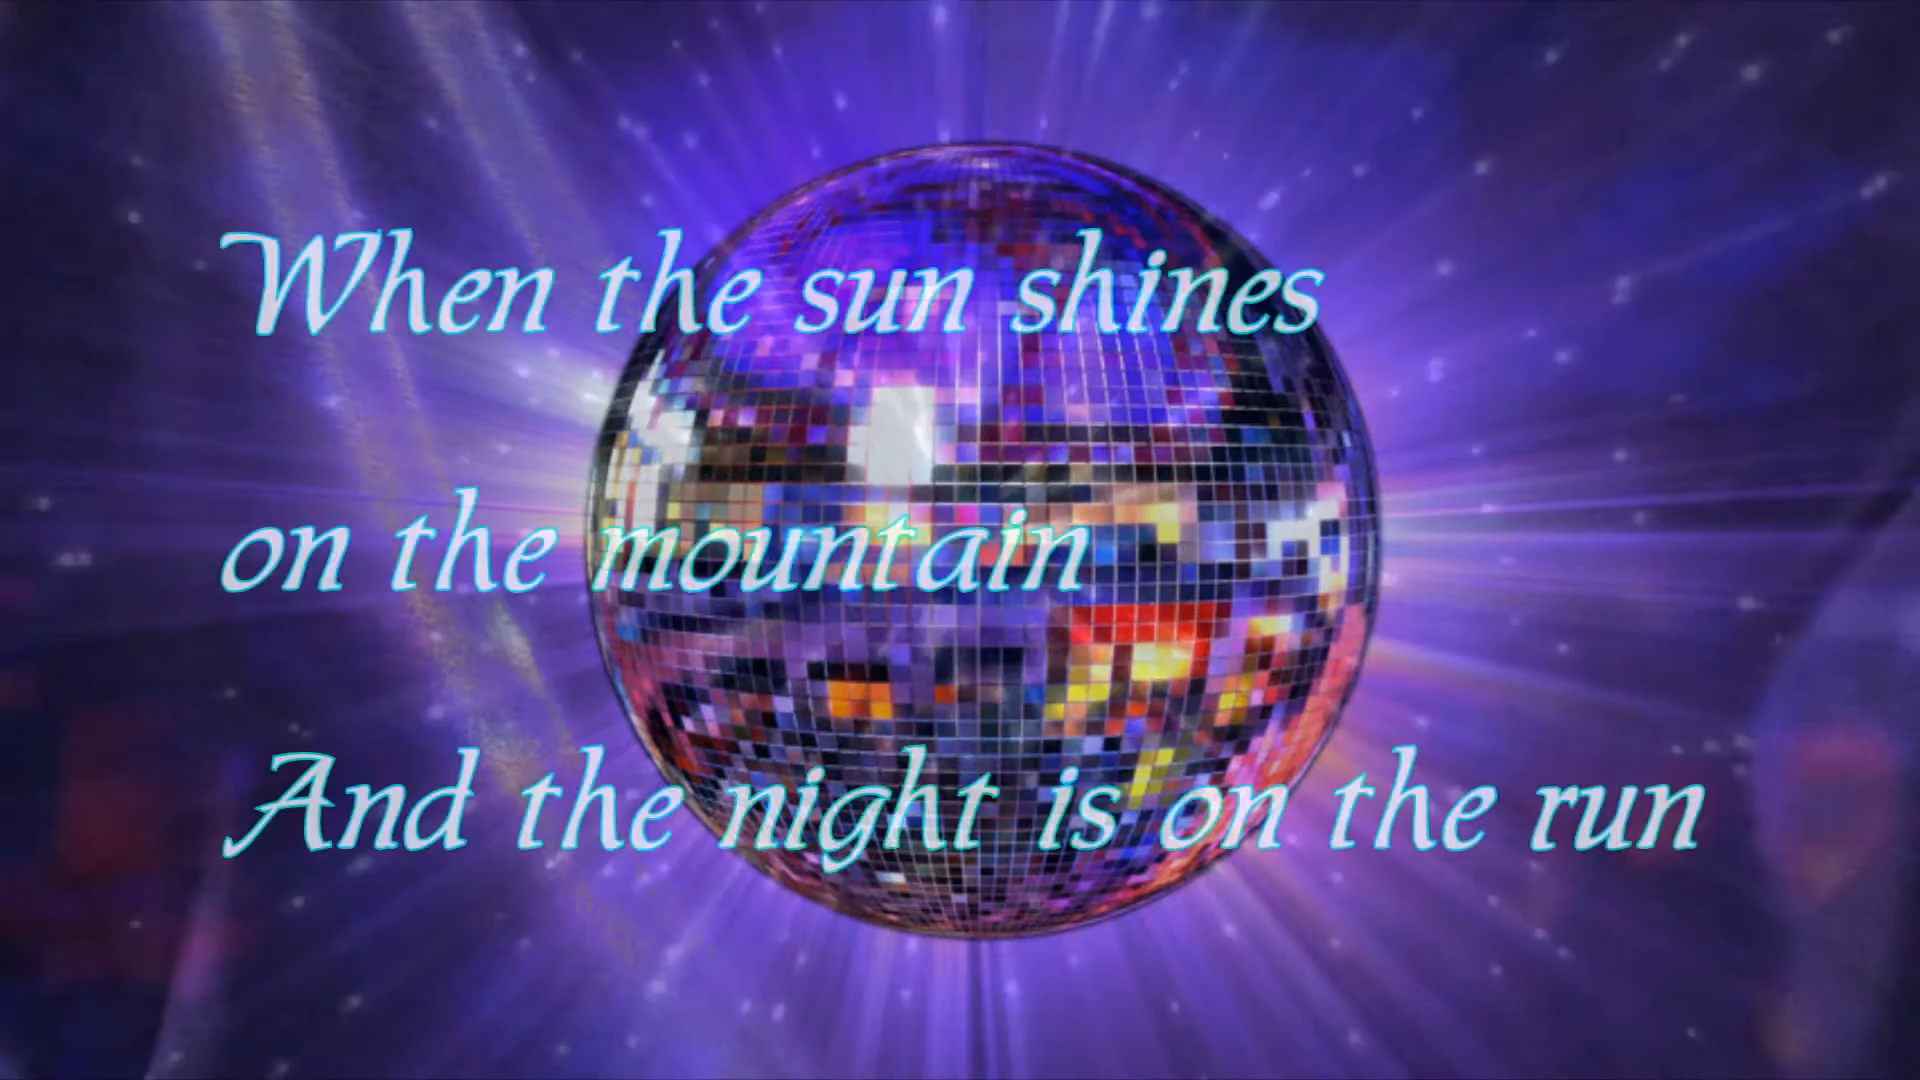 When the sun shines
on the mountain
And the night is on the run